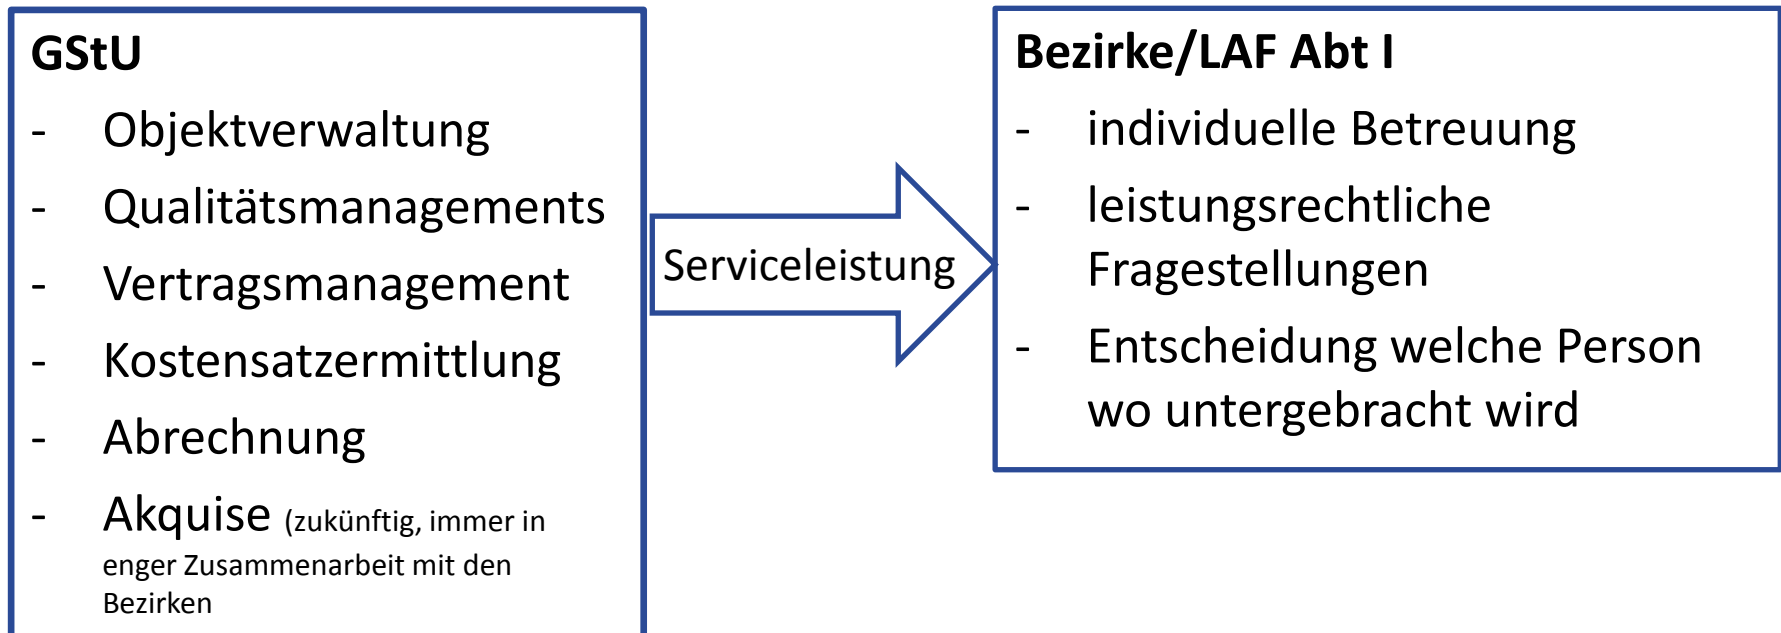 GStU
- Objektverwaltung
- Qualitätsmanagements
- Vertragsmanagement
- Kostensatzermittlung
- Abrechnung
- Akquise (zukünftig, immer in
enger Zusammenarbeit mit den
Bezirken
Serviceleistung
Bezirke/LAF Abt I
- individuelle Betreuung
- leistungsrechtliche
Fragestellungen
- Entscheidung welche Person
wo untergebracht wird